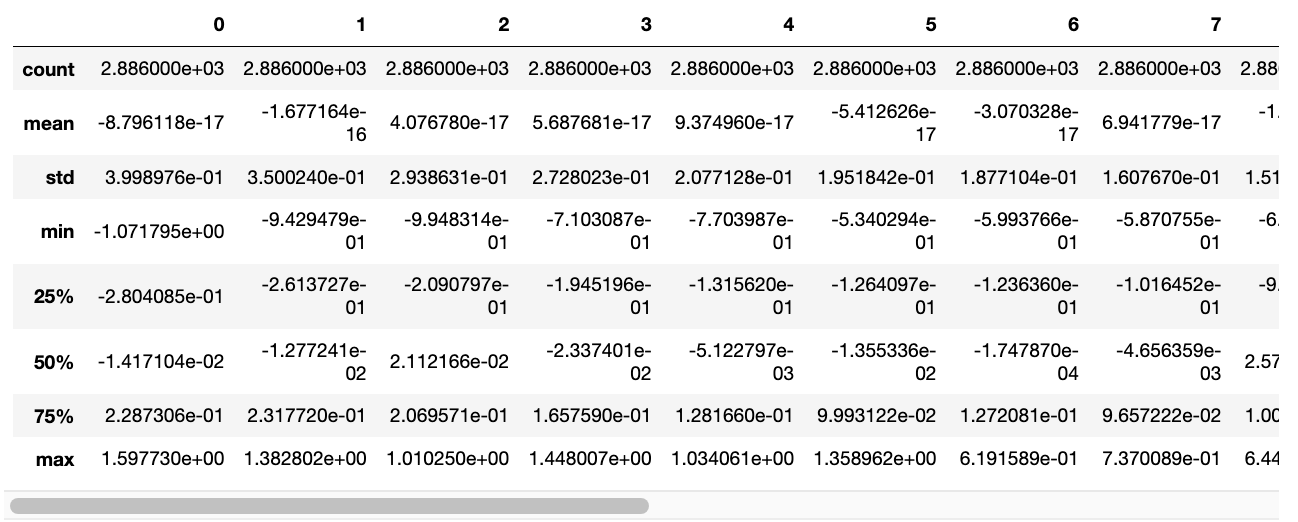 0 1 2 3 4 5 6 7
count 2.886000e+03 2.886000e+03 2.886000e+03 2.886000e+03 2.886000e+03 2.886000e+03 2.886000e+03 2.886000e+03 2.88
mean -8.796118e-17 -1.677164e-16 4.076780e-17 5.687681e-17 9.374960e-17 -5.412626e-17 -3.070328e-17 6.941779e-17 -1.
std 3.998976e-01 3.500240e-01 2.938631e-01 2.728023e-01 2.077128e-01 1.951842e-01 1.877104e-01 1.607670e-01 1.51
min -1.071795e+00 -9.429479e-01 -9.948314e-01 -7.103087e-01 -7.703987e-01 -5.340294e-01 -5.993766e-01 -5.870755e-01 -6.
25% -2.804085e-01 -2.613727e-01 -2.090797e-01 -1.945196e-01 -1.315620e-01 -1.264097e-01 -1.236360e-01 -1.016452e-01 -9.
50% -1.417104e-02 -1.277241e-02 2.112166e-02 -2.337401e-02 -5.122797e-03 -1.355336e-02 -1.747870e-04 -4.656359e-03 2.57
75% 2.287306e-01 2.317720e-01 2.069571e-01 1.657590e-01 1.281660e-01 9.993122e-02 1.272081e-01 9.657222e-02 1.00
max 1.597730e+00 1.382802e+00 1.010250e+00 1.448007e+00 1.034061e+00 1.358962e+00 6.191589e-01 7.370089e-01 6.44